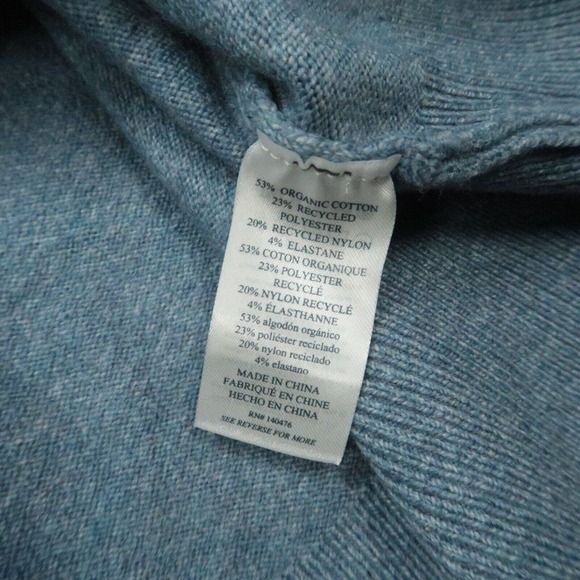 53% ORGANIC COTTON
23% RECYCLED
POLYESTER
20% RECYCLED NYLON
4% ELASTANE
53% COTON ORGANIQUE
23% POLYESTER
RECYCLÉ
20% NYLON RECYCLÉ
4% ÉLASTHANNE
53% algodón orgánico
23% poliéster reciclado
20% nylon reciclado
4% elastano
MADE IN CHINA
FABRIQUÉ EN CHINE
HECHO EN CHINA
RN# 140476
SEE REVERSE FOR MORE